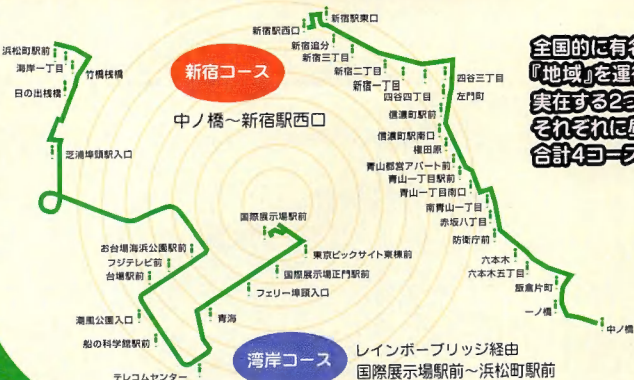 新宿駅東口
新宿駅西口
新宿追分
新宿三丁目
新宿二丁目
新宿一丁目
四谷四丁目
四谷三丁目
左門町
信濃町駅前
信濃町駅南口
権田原
青山都営アパート前
青山一丁目駅前
青山一丁目南口
南青山一丁目
赤坂八丁目
防衛庁前
六本木
六本木五丁目
飯倉片町
一ノ橋
中ノ橋
新宿コース
中ノ橋～新宿駅西口
全国的に有
『地域』を運
実在する2つ
それぞれに
合計4コース
浜松町駅前
海岸一丁目
竹橋桟橋
日の出桟橋
芝浦埠頭駅入口
お台場海浜公園駅前
フジテレビ前
台場駅前
潮風公園入口
船の科学館駅前
テレコムセンター
青海
フェリー埠頭入口
国際展示場正門駅前
東京ビックサイト東棟前
国際展示場駅前
湾岸コース
レインボーブリッジ経由
国際展示場駅前～浜松町駅前